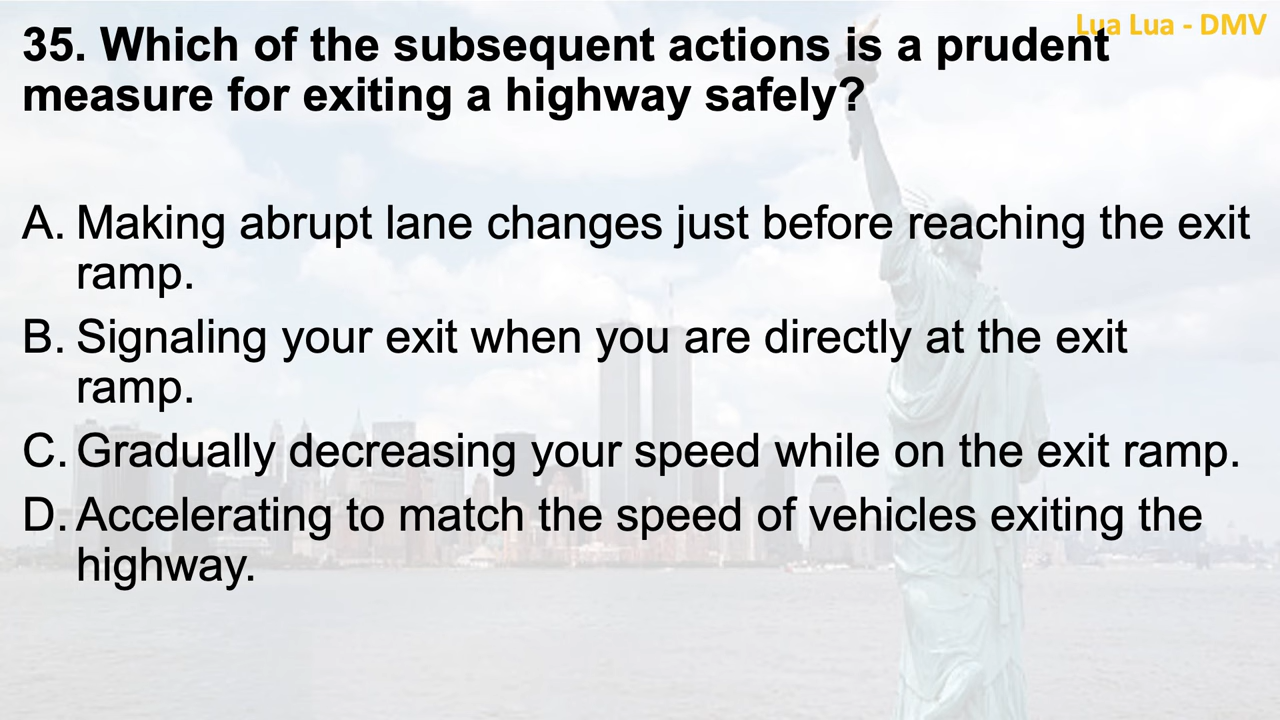 Lua Lua - DMV
35. Which of the subsequent actions is a prudent
measure for exiting a highway safely?
A. Making abrupt lane changes just before reaching the exit
ramp.
B. Signaling your exit when you are directly at the exit
ramp.
C. Gradually decreasing your speed while on the exit ramp.
D. Accelerating to match the speed of vehicles exiting the
highway.